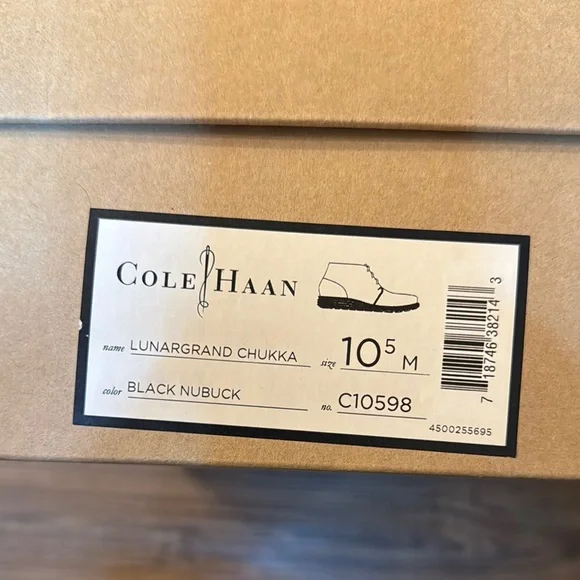 COLE HAAN
name LUNARGRAND CHUKKA
size 10⁵ M
color BLACK NUBUCK
no. C10598
7 18746 38214 3
4500255695